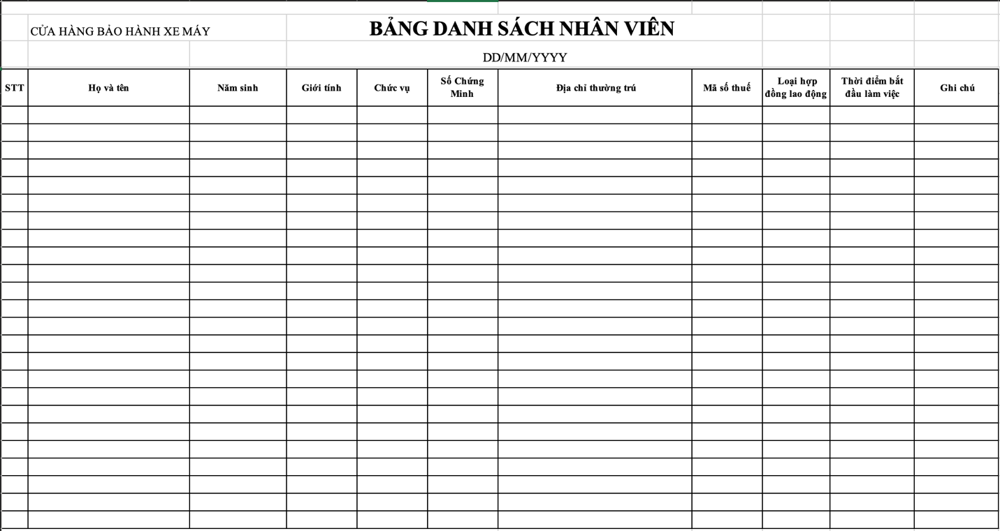 CỬA HÀNG BẢO HÀNH XE MÁY
BẢNG DANH SÁCH NHÂN VIÊN
DD/MM/YYYY
STT
Họ và tên
Năm sinh
Giới tính
Chức vụ
Số Chứng
Minh
Địa chỉ thường trú
Mã số thuế
Loại hợp
đồng lao động
Thời điểm bắt
đầu làm việc
Ghi chú